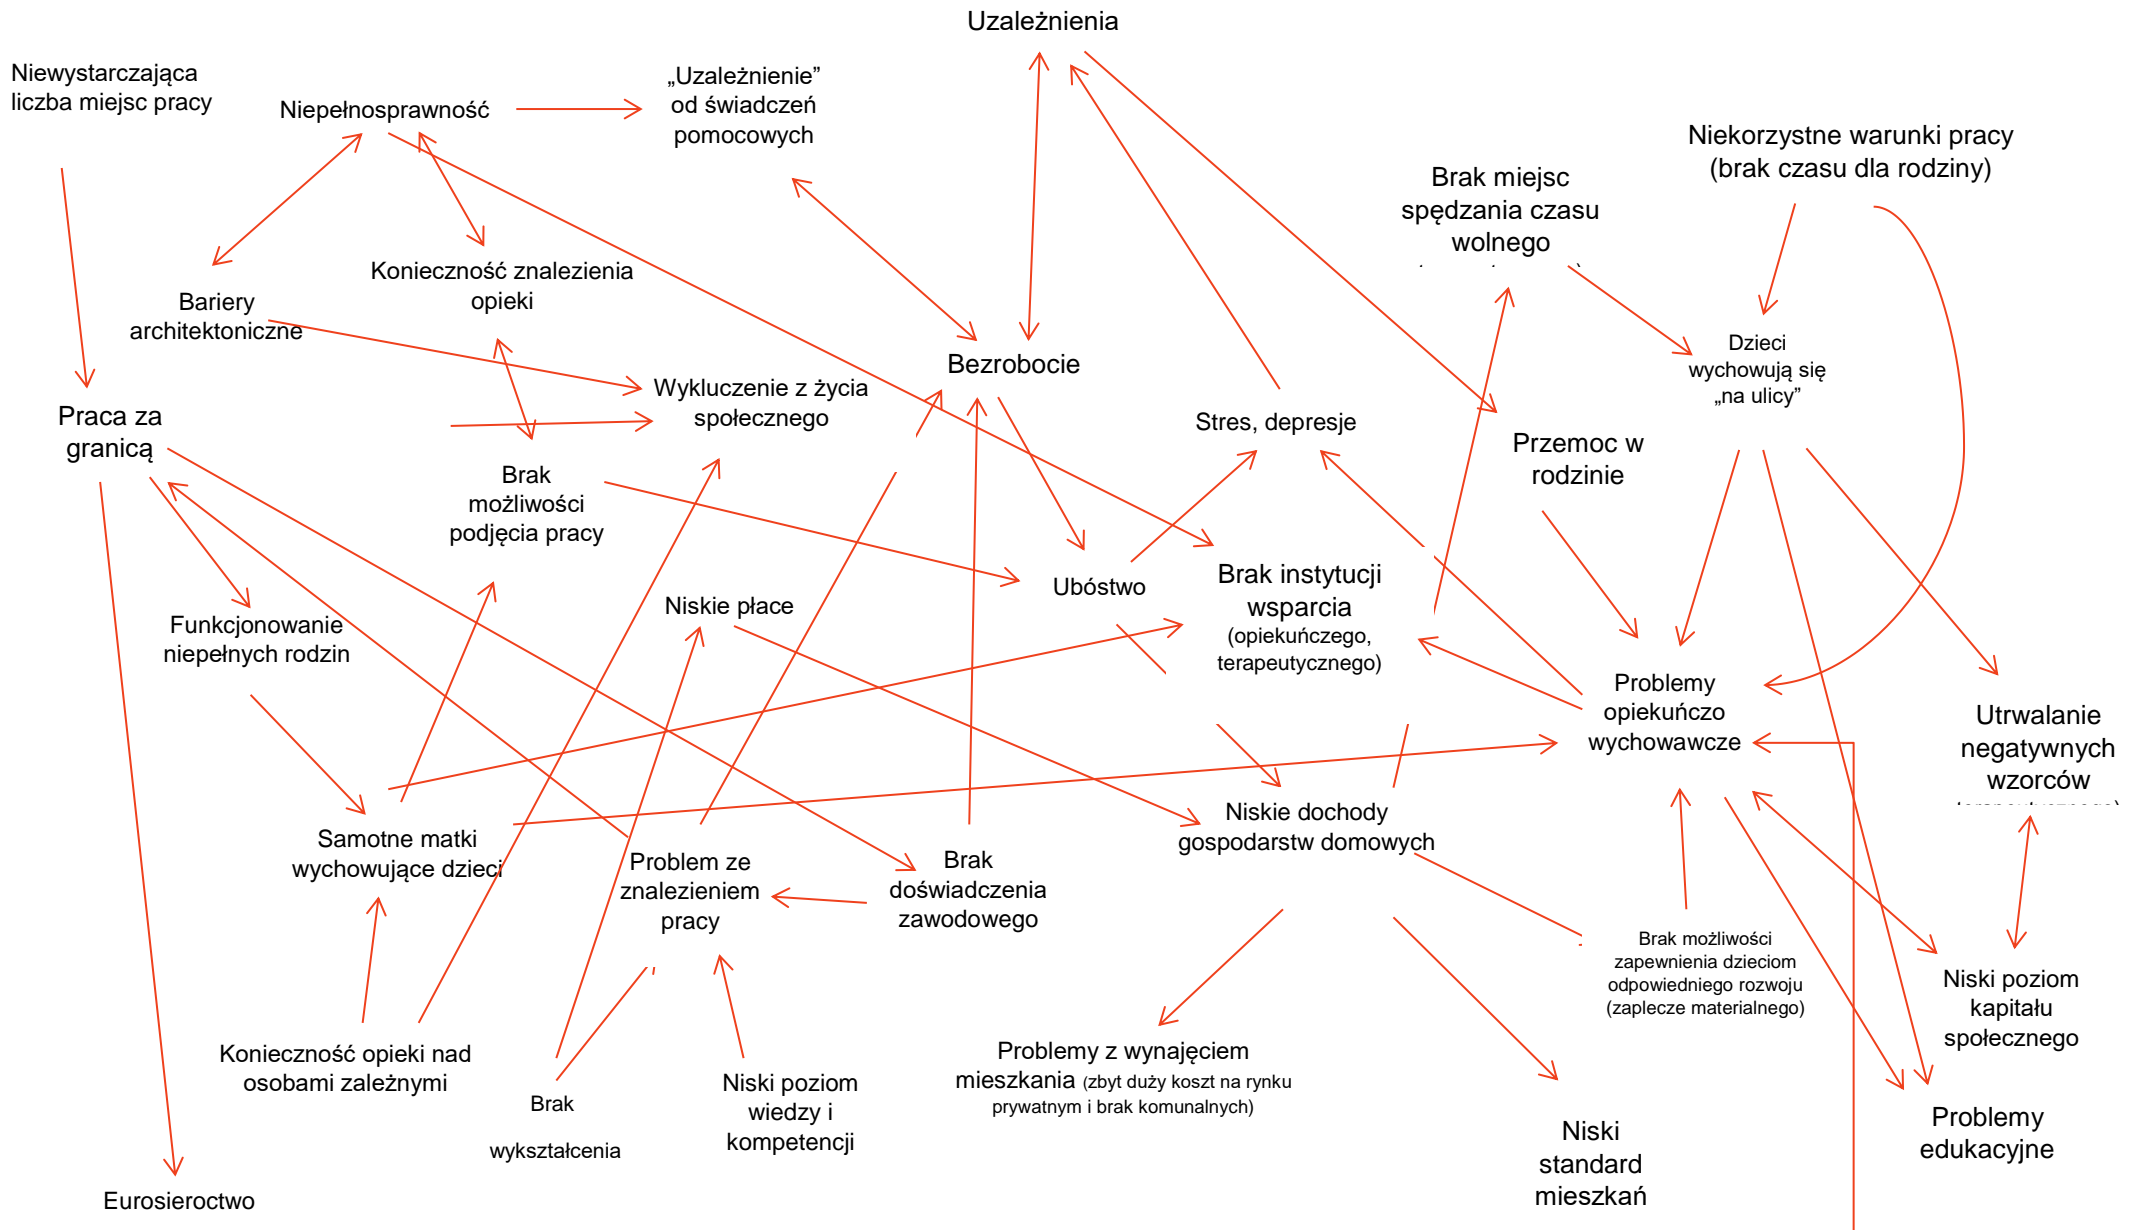 Uzależnienia
Niewystarczająca
liczba miejsc pracy
Niepełnosprawność
„Uzależnienie”
od świadczeń
pomocowych
Niekorzystne warunki pracy
(brak czasu dla rodziny)
Brak miejsc
spędzania czasu
wolnego
Konieczność znalezienia
opieki
Bariery
architektoniczne
Bezrobocie
Dzieci
wychowują się
„na ulicy”
Wykluczenie z życia
społecznego
Praca za
granicą
Stres, depresje
Przemoc w
rodzinie
Brak
możliwości
podjęcia pracy
Ubóstwo
Brak instytucji
wsparcia
(opiekuńczego,
terapeutycznego)
Niskie płace
Funkcjonowanie
niepełnych rodzin
Problemy
opiekuńczo
wychowawcze
Utrwalanie
negatywnych
wzorców
Niskie dochody
gospodarstw domowych
Samotne matki
wychowujące dzieci
Problem ze
znalezieniem
pracy
Brak
doświadczenia
zawodowego
Brak możliwości
zapewnienia dzieciom
odpowiedniego rozwoju
(zaplecze materialnego)
Niski poziom
kapitału
społecznego
Konieczność opieki nad
osobami zależnymi
Brak
wykształcenia
Niski poziom
wiedzy i
kompetencji
Problemy z wynajęciem
mieszkania (zbyt duży koszt na rynku
prywatnym i brak komunalnych)
Niski
standard
mieszkań
Problemy
edukacyjne
Eurosieroctwo